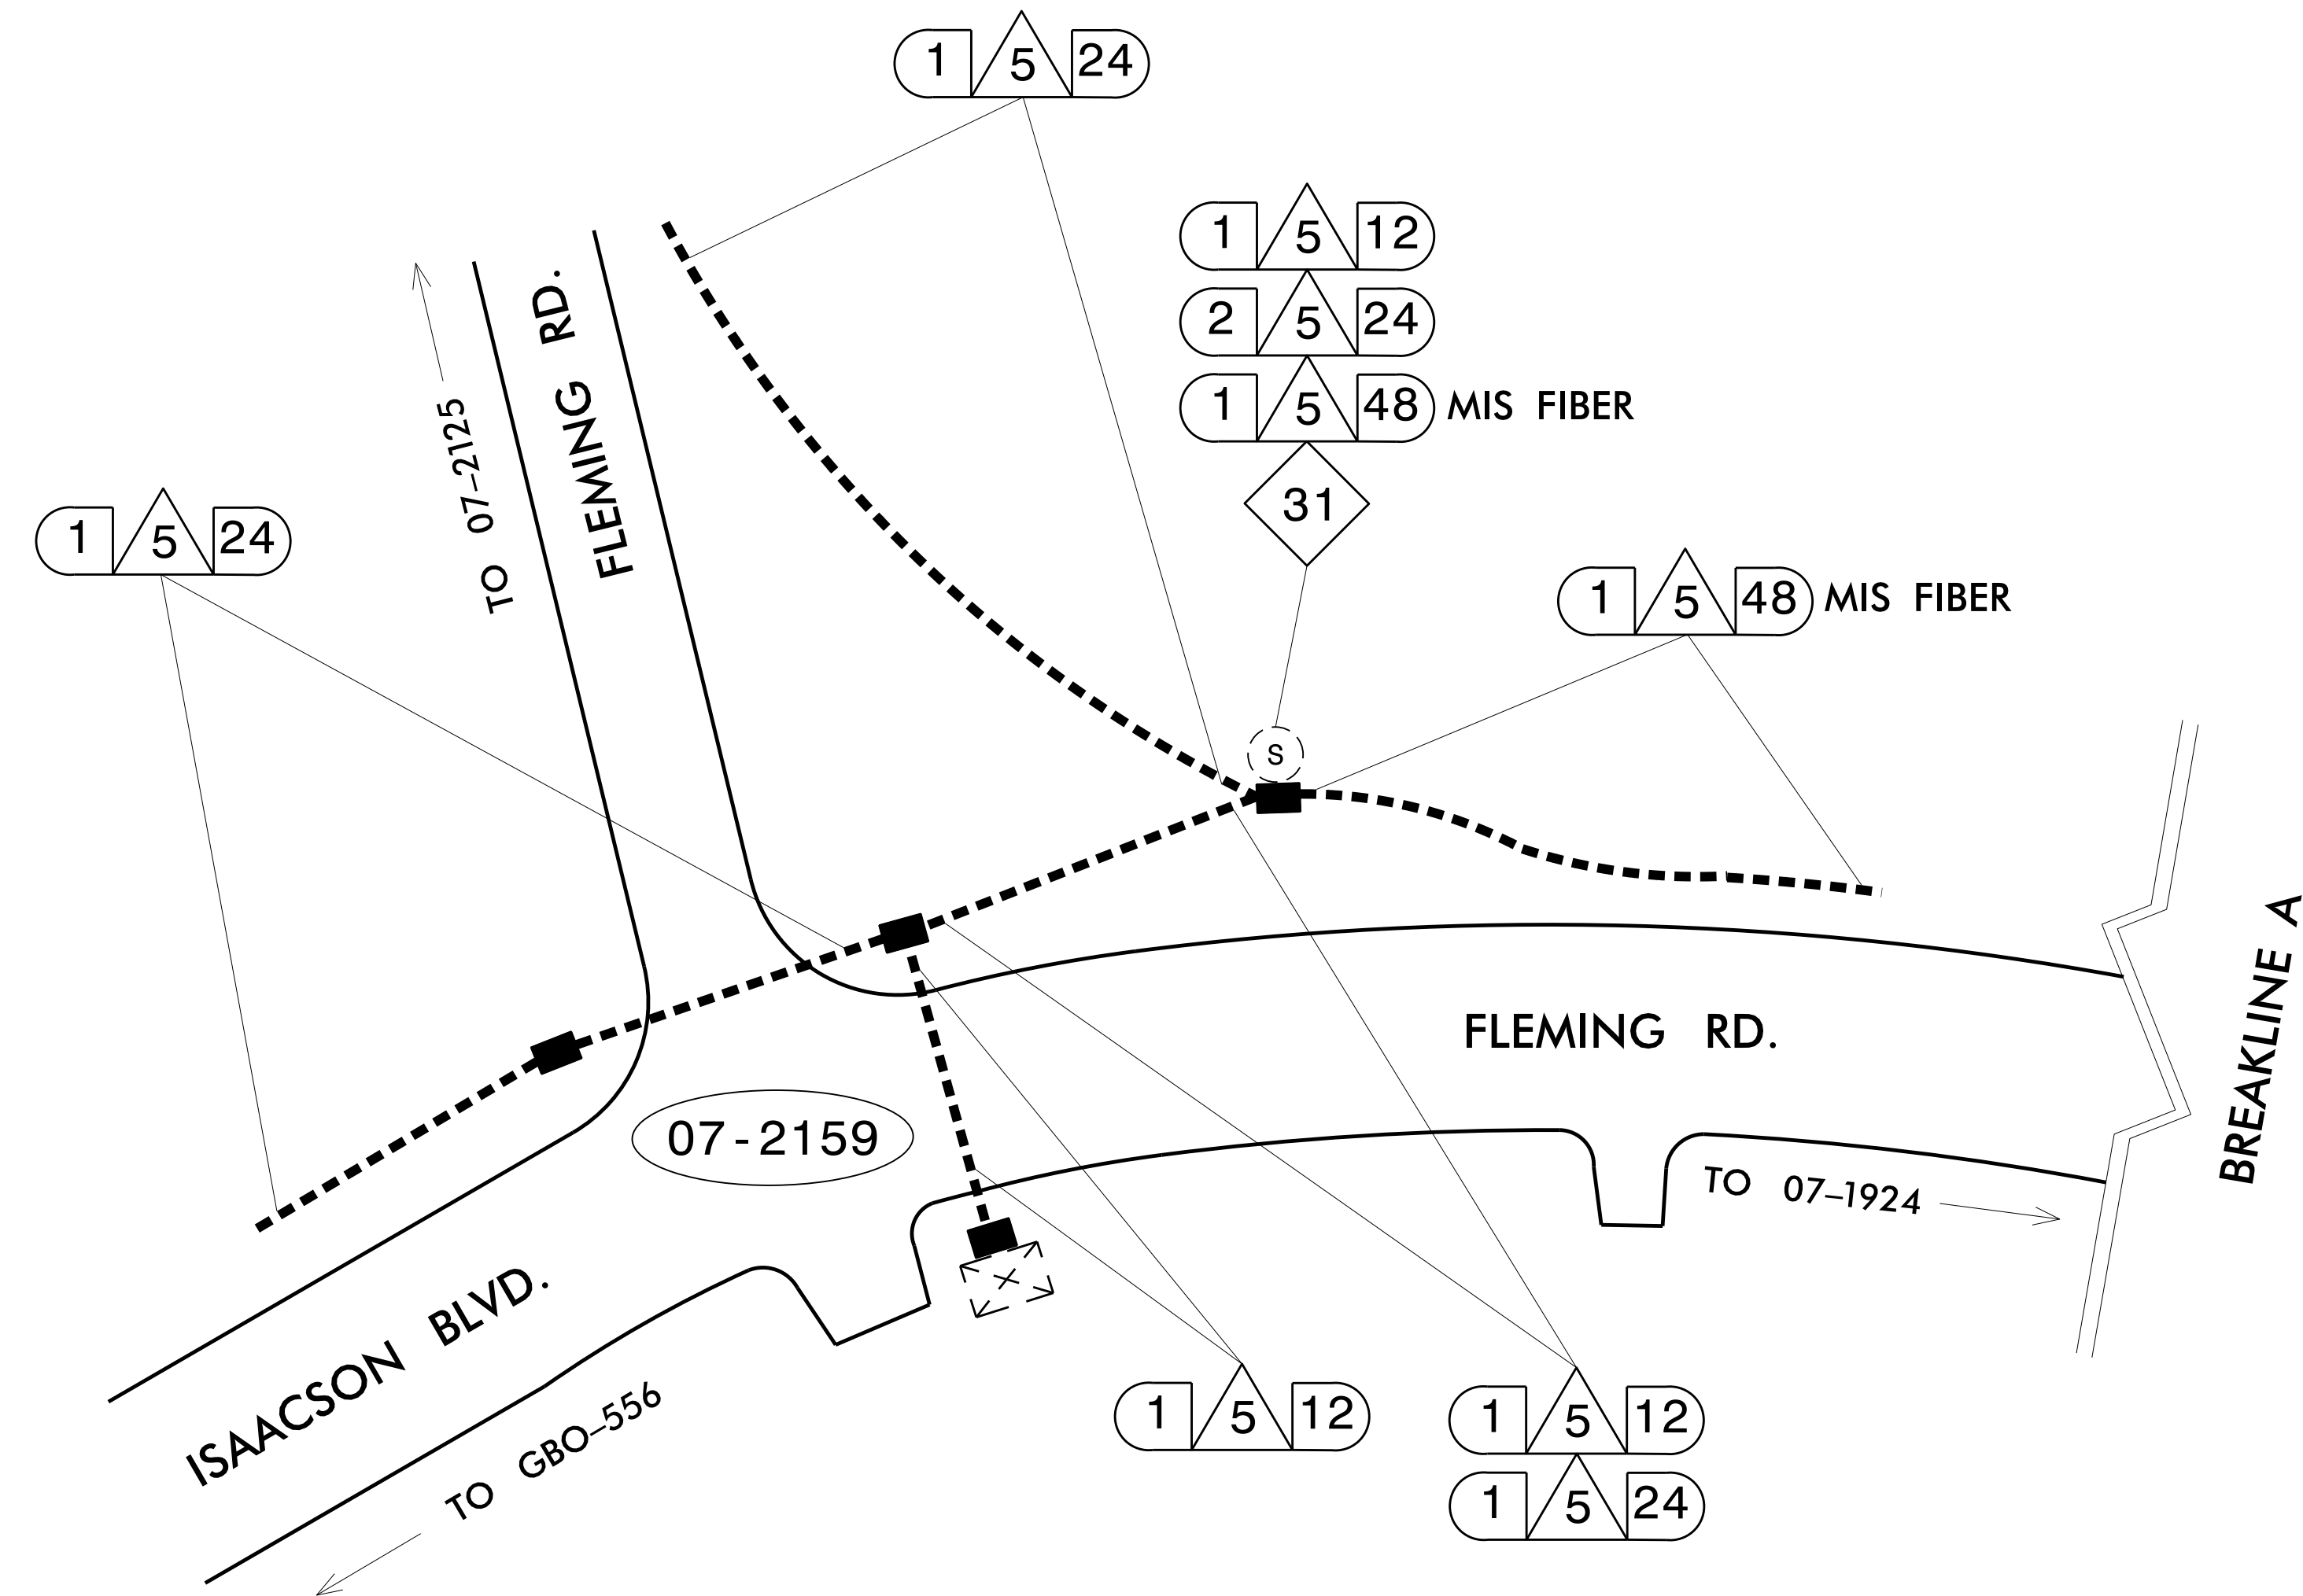 1 5 24
1 5 12
2 5 24
1 5 48 MIS FIBER
31
1 5 24
TO 07-2125
FLEMING RD.
1 5 48 MIS FIBER
S
FLEMING RD.
BREAKLINE A
07-2159
TO 07-1924
ISAACSON BLVD.
TO GBO-556
1 5 12
1 5 12
1 5 24